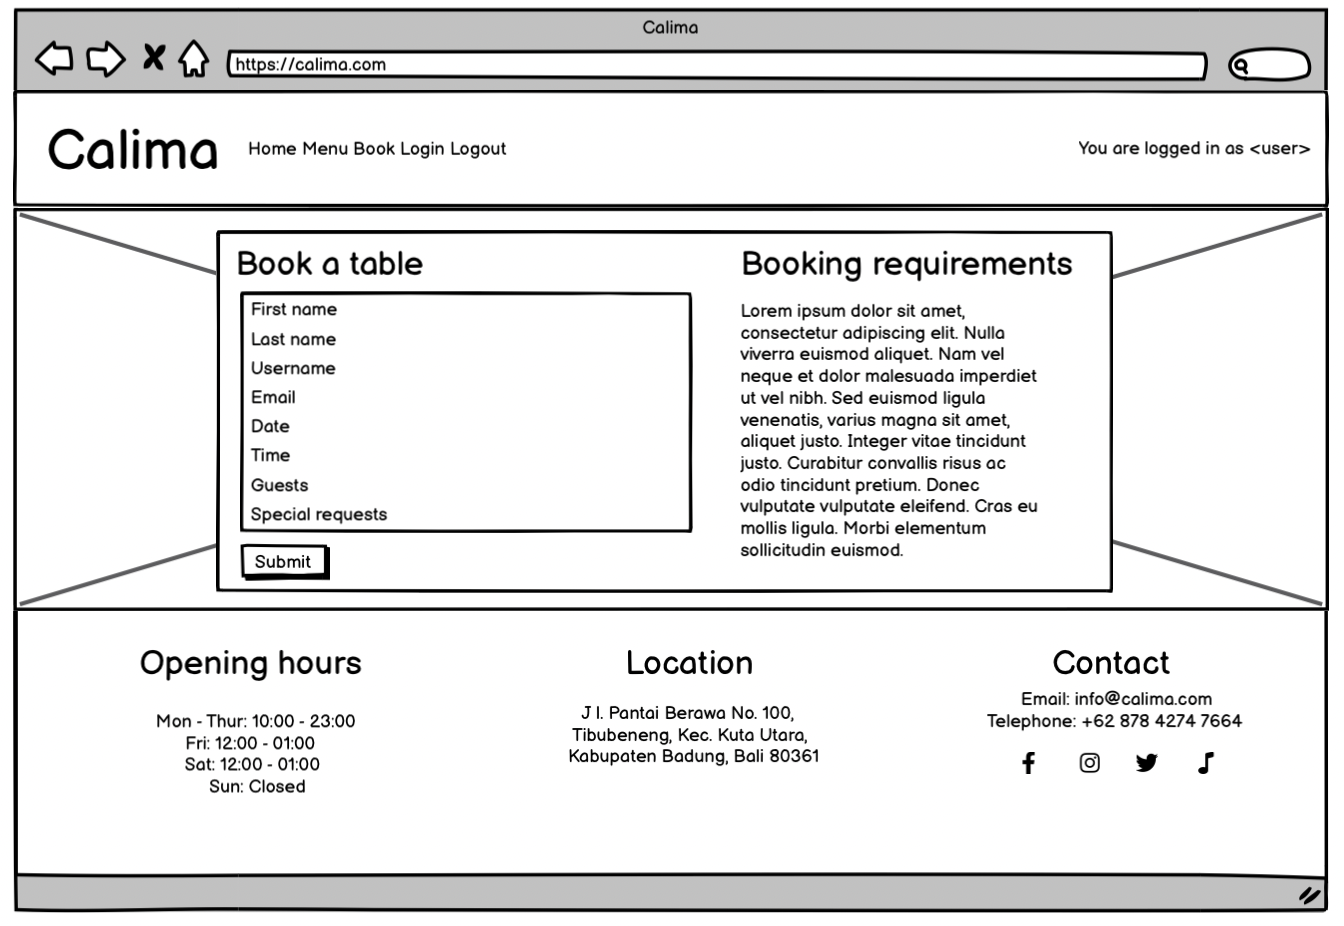 Calima
https://calima.com
Calima
Home Menu Book Login Logout
You are logged in as <user>
Book a table
First name
Last name
Username
Email
Date
Time
Guests
Special requests
Submit
Booking requirements
Lorem ipsum dolor sit amet,
consectetur adipiscing elit. Nulla
viverra euismod aliquet. Nam vel
neque et dolor malesuada imperdiet
ut vel nibh. Sed euismod ligula
venenatis, varius magna sit amet,
aliquet justo. Integer vitae tincidunt
justo. Curabitur convallis risus ac
odio tincidunt pretium. Donec
vulputate vulputate eleifend. Cras eu
mollis ligula. Morbi elementum
sollicitudin euismod.
Opening hours
Mon - Thur: 10:00 - 23:00
Fri: 12:00 - 01:00
Sat: 12:00 - 01:00
Sun: Closed
Location
J l. Pantai Berawa No. 100,
Tibubeneng, Kec. Kuta Utara,
Kabupaten Badung, Bali 80361
Contact
Email: info@calima.com
Telephone: +62 878 4274 7664